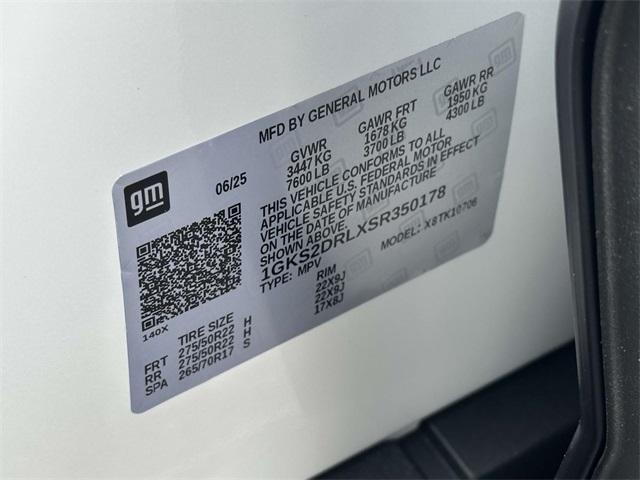 gm
06/25
MFD BY GENERAL MOTORS LLC
GVWR GAWR FRT GAWR RR
3447 KG 1678 KG 1950 KG
7600 LB 3700 LB 4300 LB
THIS VEHICLE CONFORMS TO ALL
APPLICABLE U.S. FEDERAL MOTOR
VEHICLE SAFETY STANDARDS IN EFFECT
ON THE DATE OF MANUFACTURE
SHOWN ABOVE.
1GKS2DRLXSR350178
TYPE: MPV MODEL: X8TK10706
140X
TIRE SIZE RIM
FRT 275/50R22 H 22X9J
RR 275/50R22 H 22X9J
SPA 265/70R17 S 17X8J